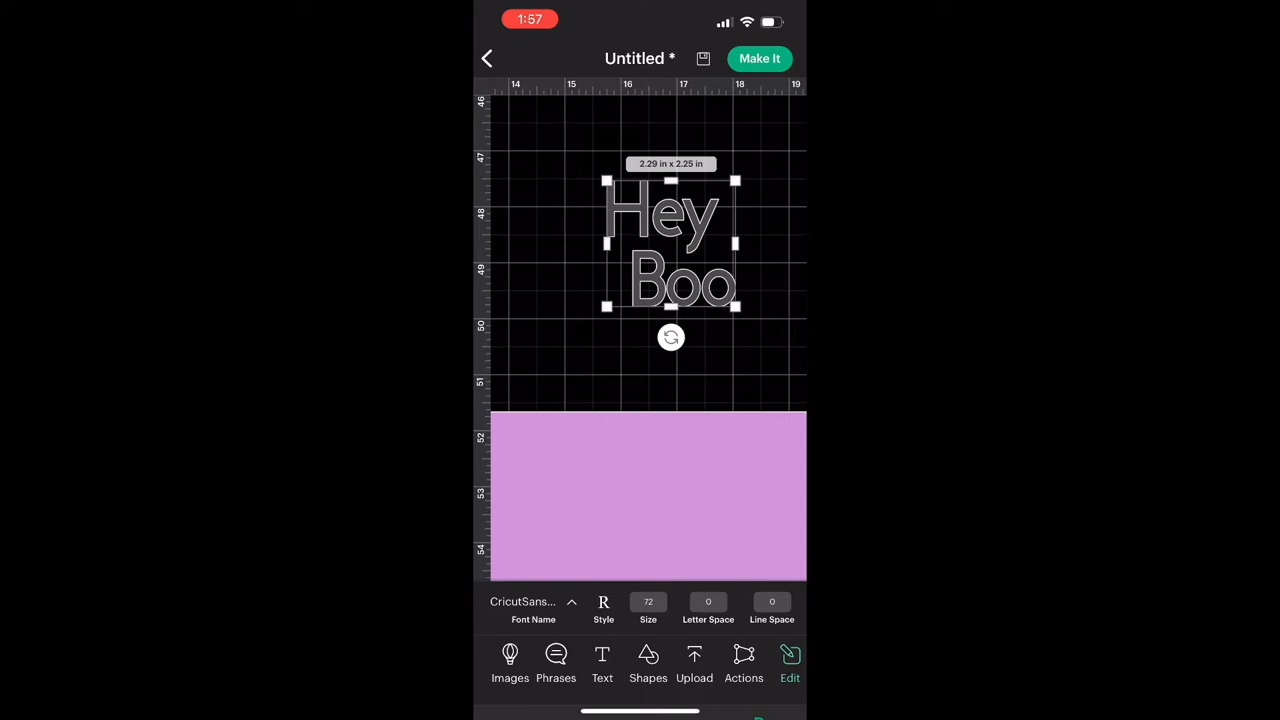 1:57
Untitled *
Make It
14 15 16 17 18 19
46
47
48
49
50
51
52
53
54
2.29 in x 2.25 in
Hey
Boo
CricutSans... R 72 0 0
Font Name Style Size Letter Space Line Space
Images Phrases Text Shapes Upload Actions Edit